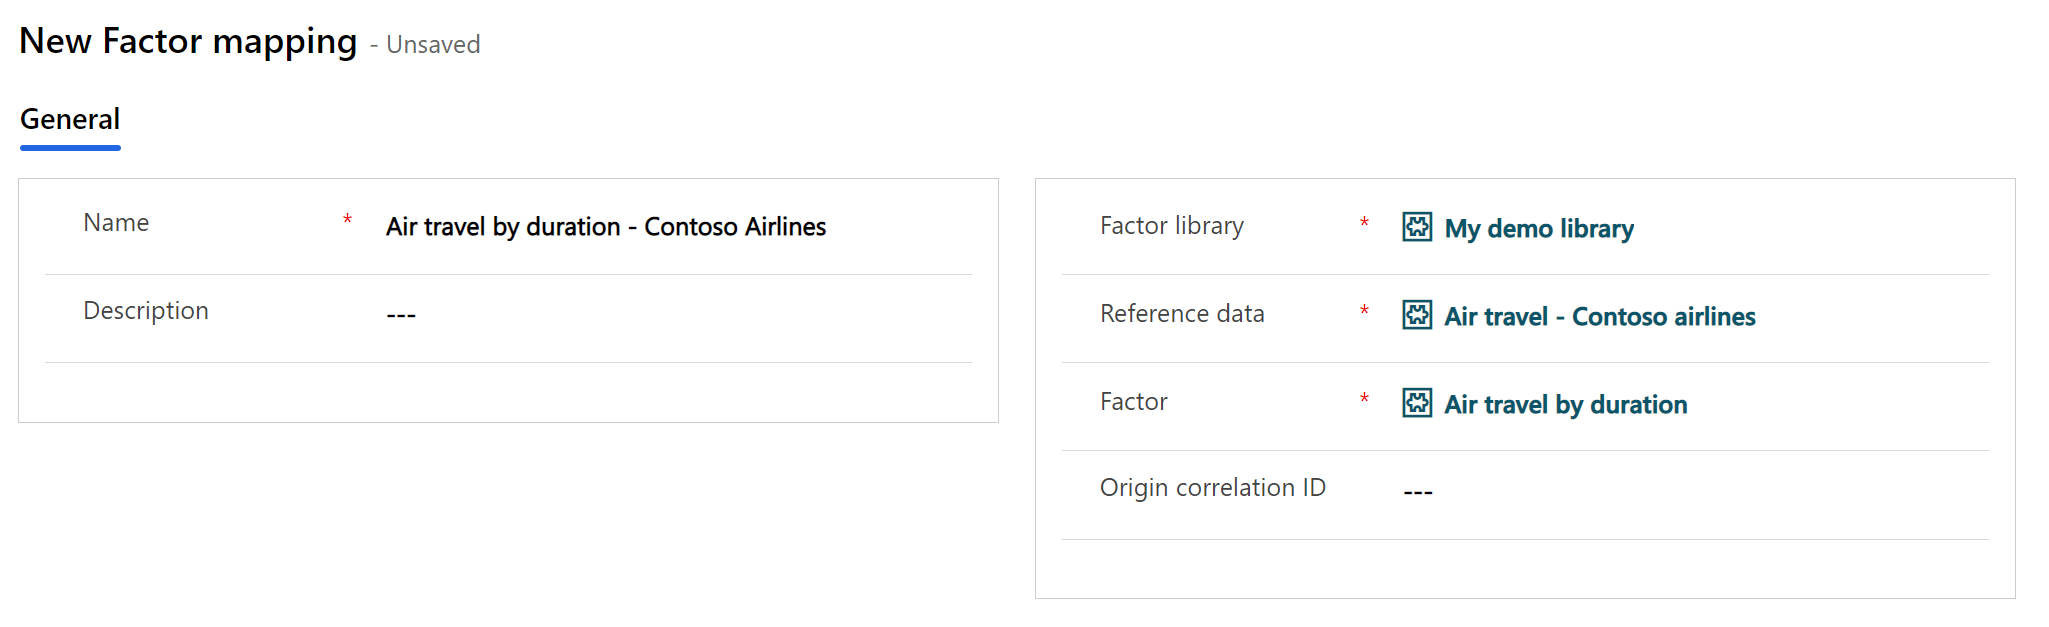 New Factor mapping - Unsaved
General
Name * Air travel by duration - Contoso Airlines
Description ---
Factor library * My demo library
Reference data * Air travel - Contoso airlines
Factor * Air travel by duration
Origin correlation ID ---